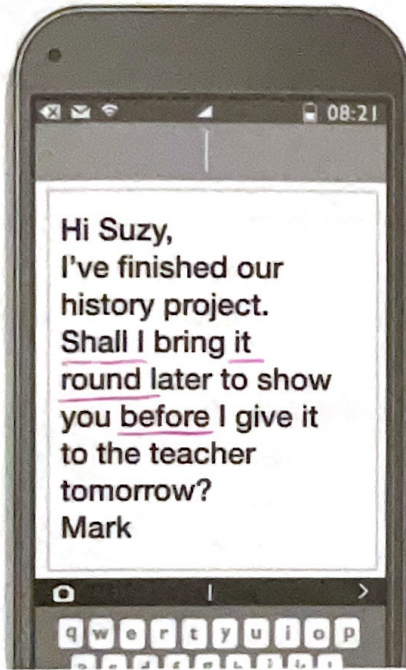 08:21
Hi Suzy,
I've finished our
history project.
Shall I bring it
round later to show
you before I give it
to the teacher
tomorrow?
Mark
q w e r t y u i o p